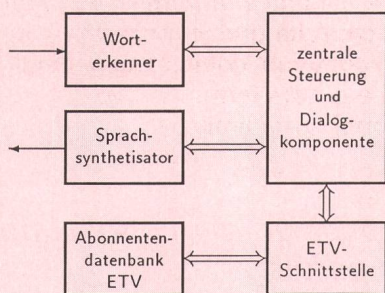 Wort-
erkenner
zentrale
Steuerung
und
Dialog-
komponente
Sprach-
synthetisator
Abonnenten-
datenbank
ETV
ETV-
Schnittstelle